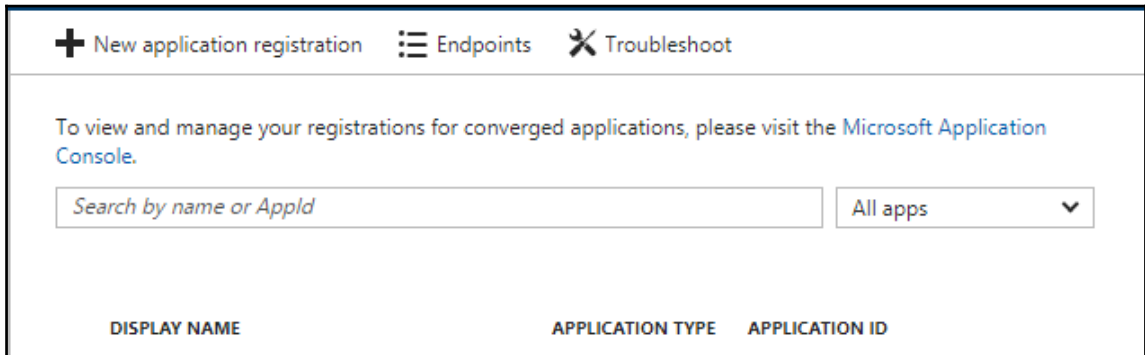 New application registration Endpoints Troubleshoot
To view and manage your registrations for converged applications, please visit the Microsoft Application
Console.
Search by name or AppId All apps
DISPLAY NAME APPLICATION TYPE APPLICATION ID